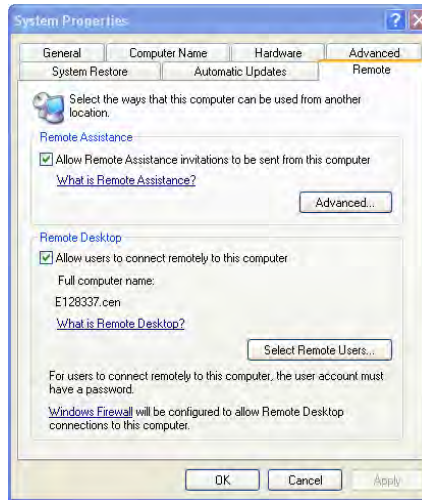 System Properties
General Computer Name Hardware Advanced
System Restore Automatic Updates Remote
Select the ways that this computer can be used from another
location.
Remote Assistance
Allow Remote Assistance invitations to be sent from this computer
What is Remote Assistance?
Advanced...
Remote Desktop
Allow users to connect remotely to this computer
Full computer name:
E128337.cen
What is Remote Desktop?
Select Remote Users...
For users to connect remotely to this computer, the user account must
have a password.
Windows Firewall will be configured to allow Remote Desktop
connections to this computer.
OK Cancel Apply